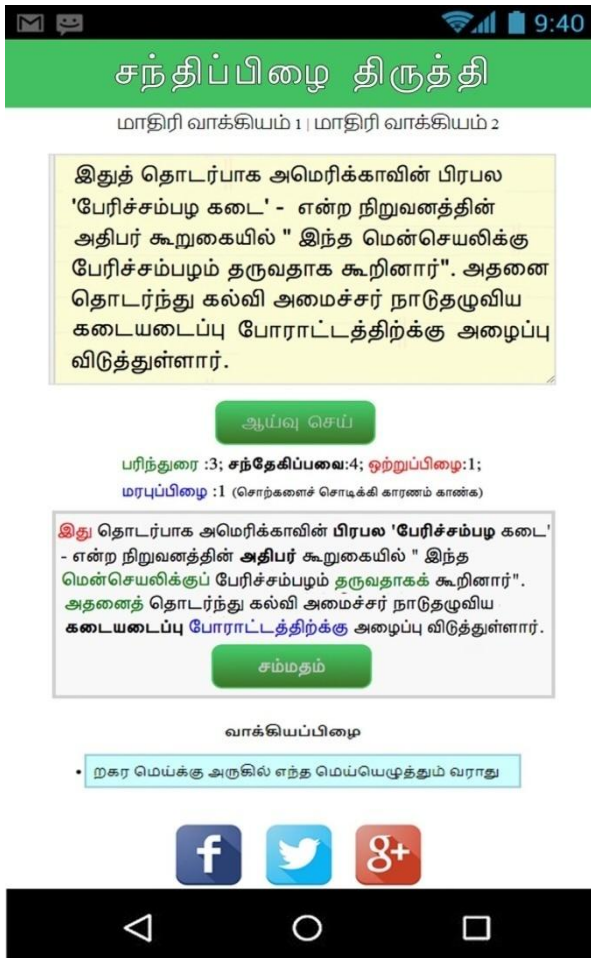 9:40
சந்திப்பிழை திருத்தி
மாதிரி வாக்கியம் 1 | மாதிரி வாக்கியம் 2
இதுத் தொடர்பாக அமெரிக்காவின் பிரபல
'பேரிச்சம்பழ கடை' - என்ற நிறுவனத்தின்
அதிபர் கூறுகையில் " இந்த மென்செயலிக்கு
பேரிச்சம்பழம் தருவதாக கூறினார்". அதனை
தொடர்ந்து கல்வி அமைச்சர் நாடுதழுவிய
கடையடைப்பு போராட்டத்திற்க்கு அழைப்பு
விடுத்துள்ளார்.
ஆய்வு செய்
பரிந்துரை :3; சந்தேகிப்பவை:4; ஒற்றுப்பிழை:1;
மரபுப்பிழை :1 (சொற்களைச் சொடிக்கி காரணம் காண்க)
இது தொடர்பாக அமெரிக்காவின் பிரபல 'பேரிச்சம்பழ கடை'
- என்ற நிறுவனத்தின் அதிபர் கூறுகையில் " இந்த
மென்செயலிக்குப் பேரிச்சம்பழம் தருவதாகக் கூறினார்".
அதனைத் தொடர்ந்து கல்வி அமைச்சர் நாடுதழுவிய
கடையடைப்பு போராட்டத்திற்க்கு அழைப்பு விடுத்துள்ளார்.
சம்மதம்
வாக்கியப்பிழை
• றகர மெய்க்கு அருகில் எந்த மெய்யெழுத்தும் வராது
f
8+